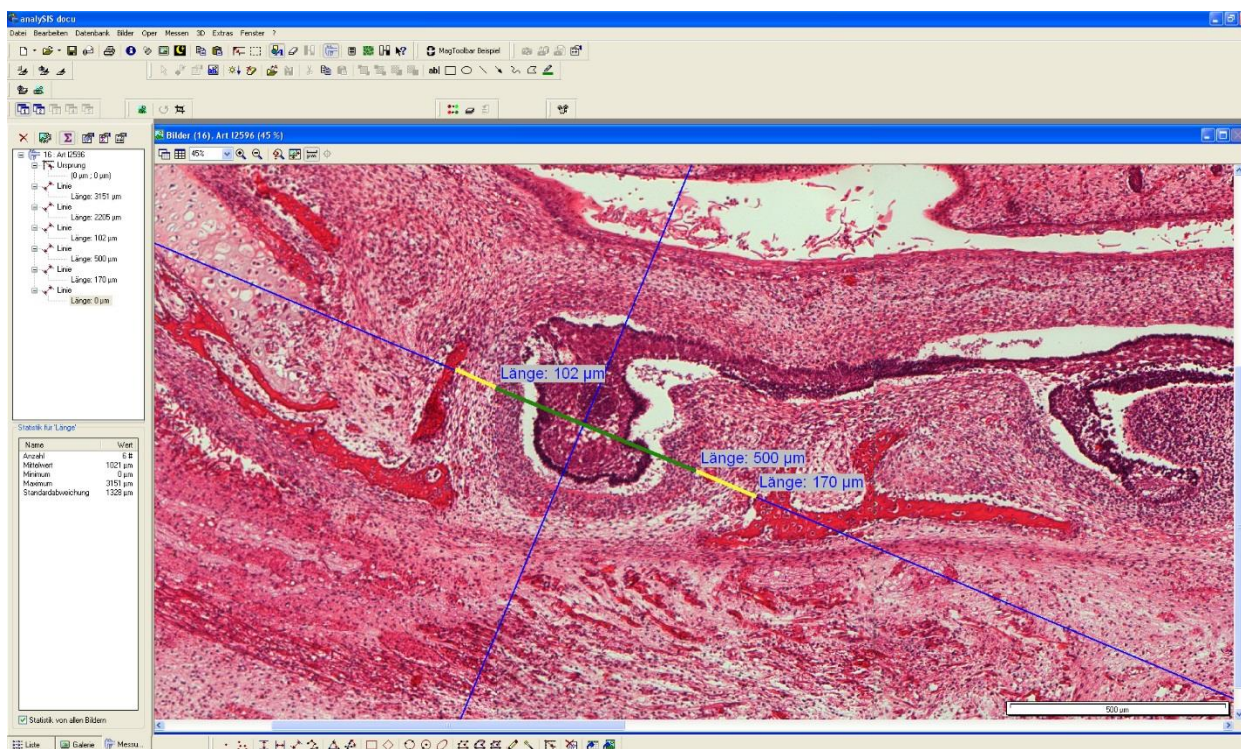 analySIS docu
Datei Bearbeiten Datenbank Bilder Oper Messen 3D Extras Fenster ?
MagToolbar Beispiel
abl
Bilder (16), Art I2596 (45 %)
45%
16 : Art I2596
Ursprung
(0 µm ; 0 µm)
Linie
Länge: 3151 µm
Linie
Länge: 2205 µm
Linie
Länge: 102 µm
Linie
Länge: 500 µm
Linie
Länge: 170 µm
Linie
Länge: 0 µm
Länge: 102 µm
Länge: 500 µm
Länge: 170 µm
500 µm
Statistik für 'Länge'
Name Wert
Anzahl 6 #
Mittelwert 1021 µm
Minimum 0 µm
Maximum 3151 µm
Standardabweichung 1328 µm
Statistik von allen Bildern
Liste Galerie Messu...